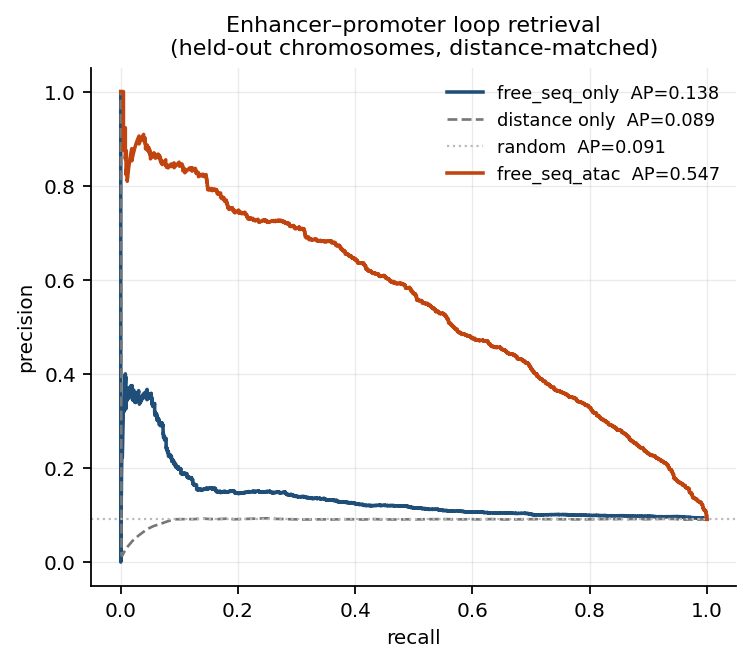 Enhancer–promoter loop retrieval
(held-out chromosomes, distance-matched)
free_seq_only  AP=0.138
distance only  AP=0.089
random  AP=0.091
free_seq_atac  AP=0.547
precision
1.0
0.8
0.6
0.4
0.2
0.0
0.0 0.2 0.4 0.6 0.8 1.0
recall